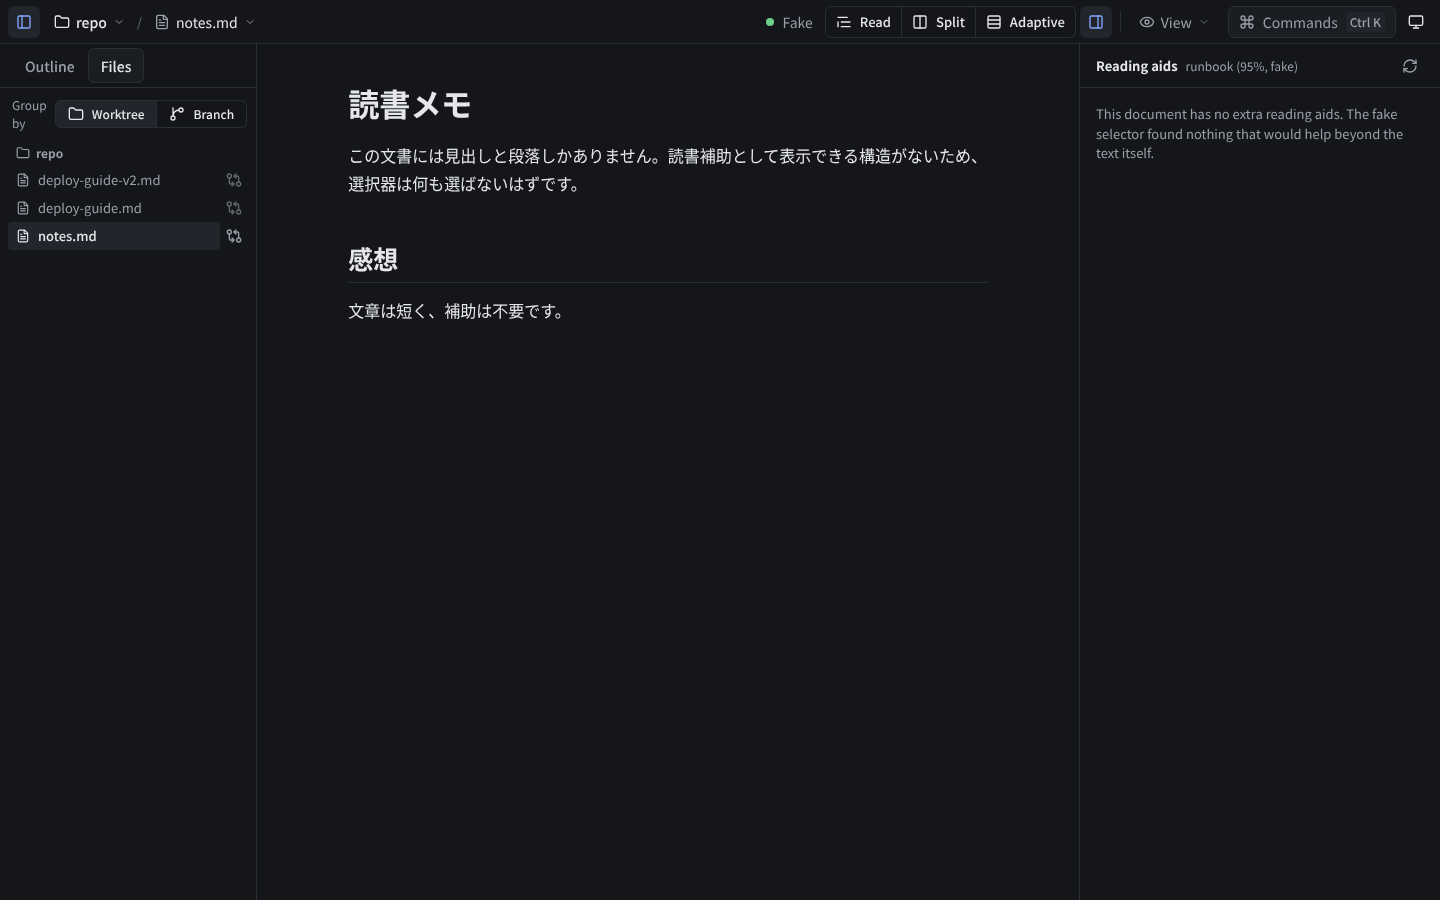 repo / notes.md
Fake
Read
Split
Adaptive
View
Commands Ctrl K
Outline
Files
Group by
Worktree
Branch
repo
deploy-guide-v2.md
deploy-guide.md
notes.md
読書メモ
この文書には見出しと段落しかありません。読書補助として表示できる構造がないため、
選択器は何も選ばないはずです。
感想
文章は短く、補助は不要です。
Reading aids runbook (95%, fake)
This document has no extra reading aids. The fake
selector found nothing that would help beyond the
text itself.